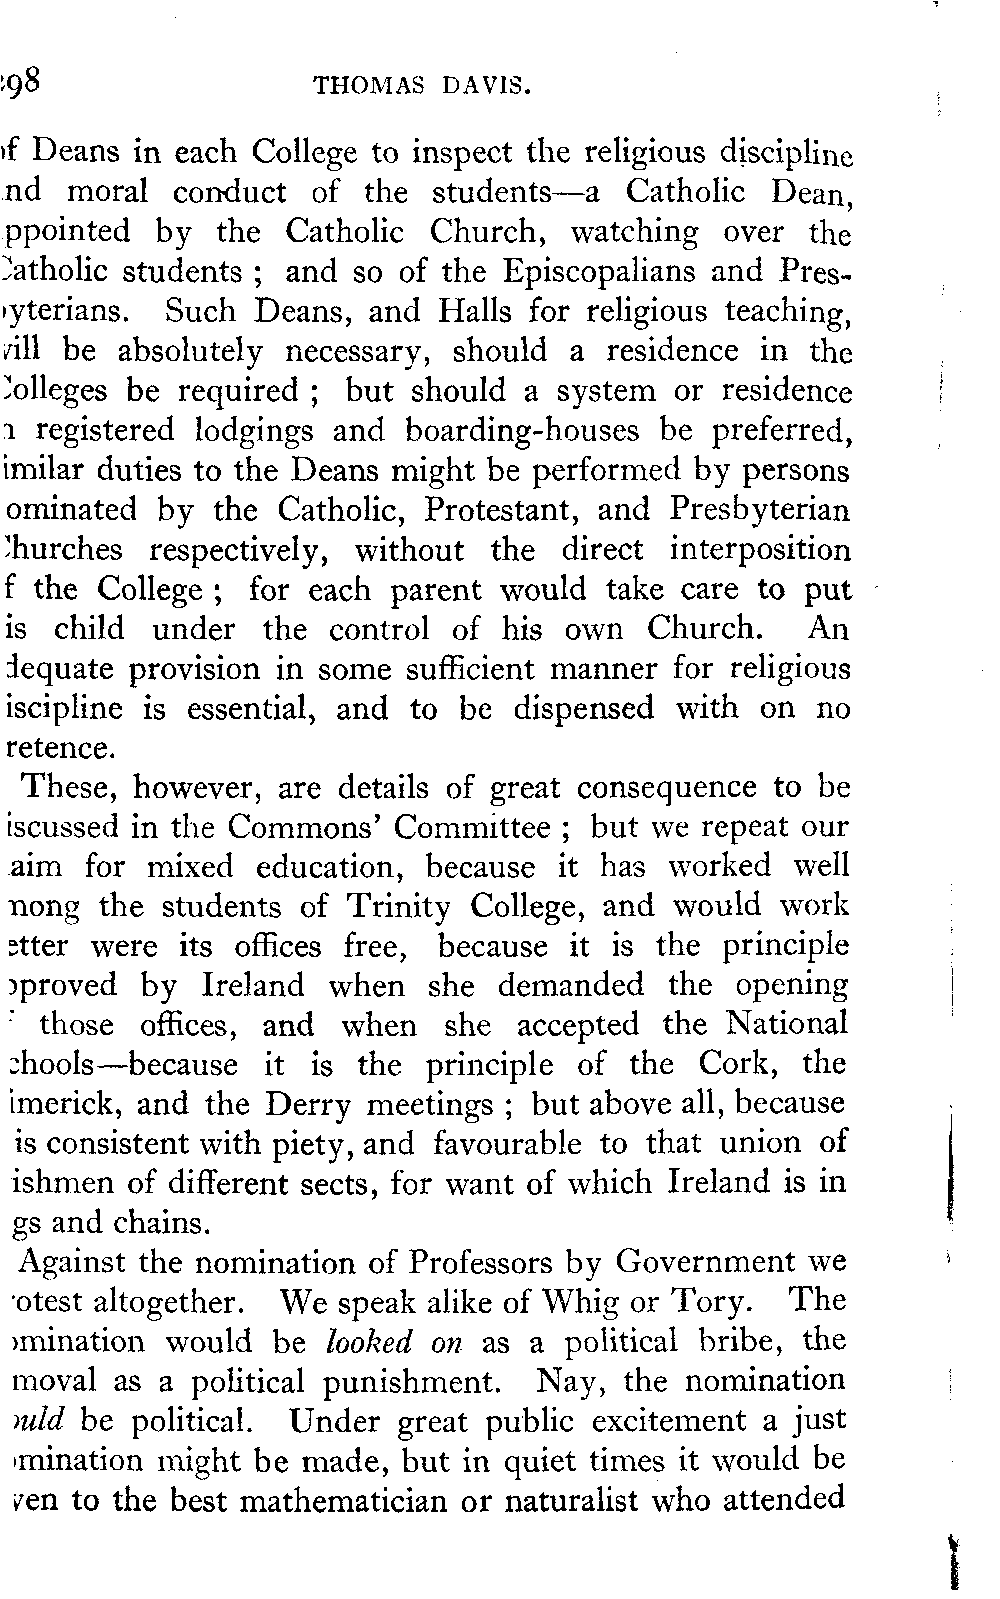 298 THOMAS DAVIS.
of Deans in each College to inspect the religious discipline
and moral conduct of the students—a Catholic Dean,
appointed by the Catholic Church, watching over the
Catholic students ; and so of the Episcopalians and Pres-
byterians. Such Deans, and Halls for religious teaching,
will be absolutely necessary, should a residence in the
Colleges be required ; but should a system or residence
n registered lodgings and boarding-houses be preferred,
imilar duties to the Deans might be performed by persons
ominated by the Catholic, Protestant, and Presbyterian
Churches respectively, without the direct interposition
f the College ; for each parent would take care to put
is child under the control of his own Church. An
dequate provision in some sufficient manner for religious
iscipline is essential, and to be dispensed with on no
retence.
These, however, are details of great consequence to be
iscussed in the Commons' Committee ; but we repeat our
aim for mixed education, because it has worked well
mong the students of Trinity College, and would work
etter were its offices free, because it is the principle
pproved by Ireland when she demanded the opening
f those offices, and when she accepted the National
chools—because it is the principle of the Cork, the
imerick, and the Derry meetings ; but above all, because
is consistent with piety, and favourable to that union of
ishmen of different sects, for want of which Ireland is in
gs and chains.
Against the nomination of Professors by Government we
rotest altogether. We speak alike of Whig or Tory. The
omination would be looked on as a political bribe, the
moval as a political punishment. Nay, the nomination
ould be political. Under great public excitement a just
omination might be made, but in quiet times it would be
ven to the best mathematician or naturalist who attended